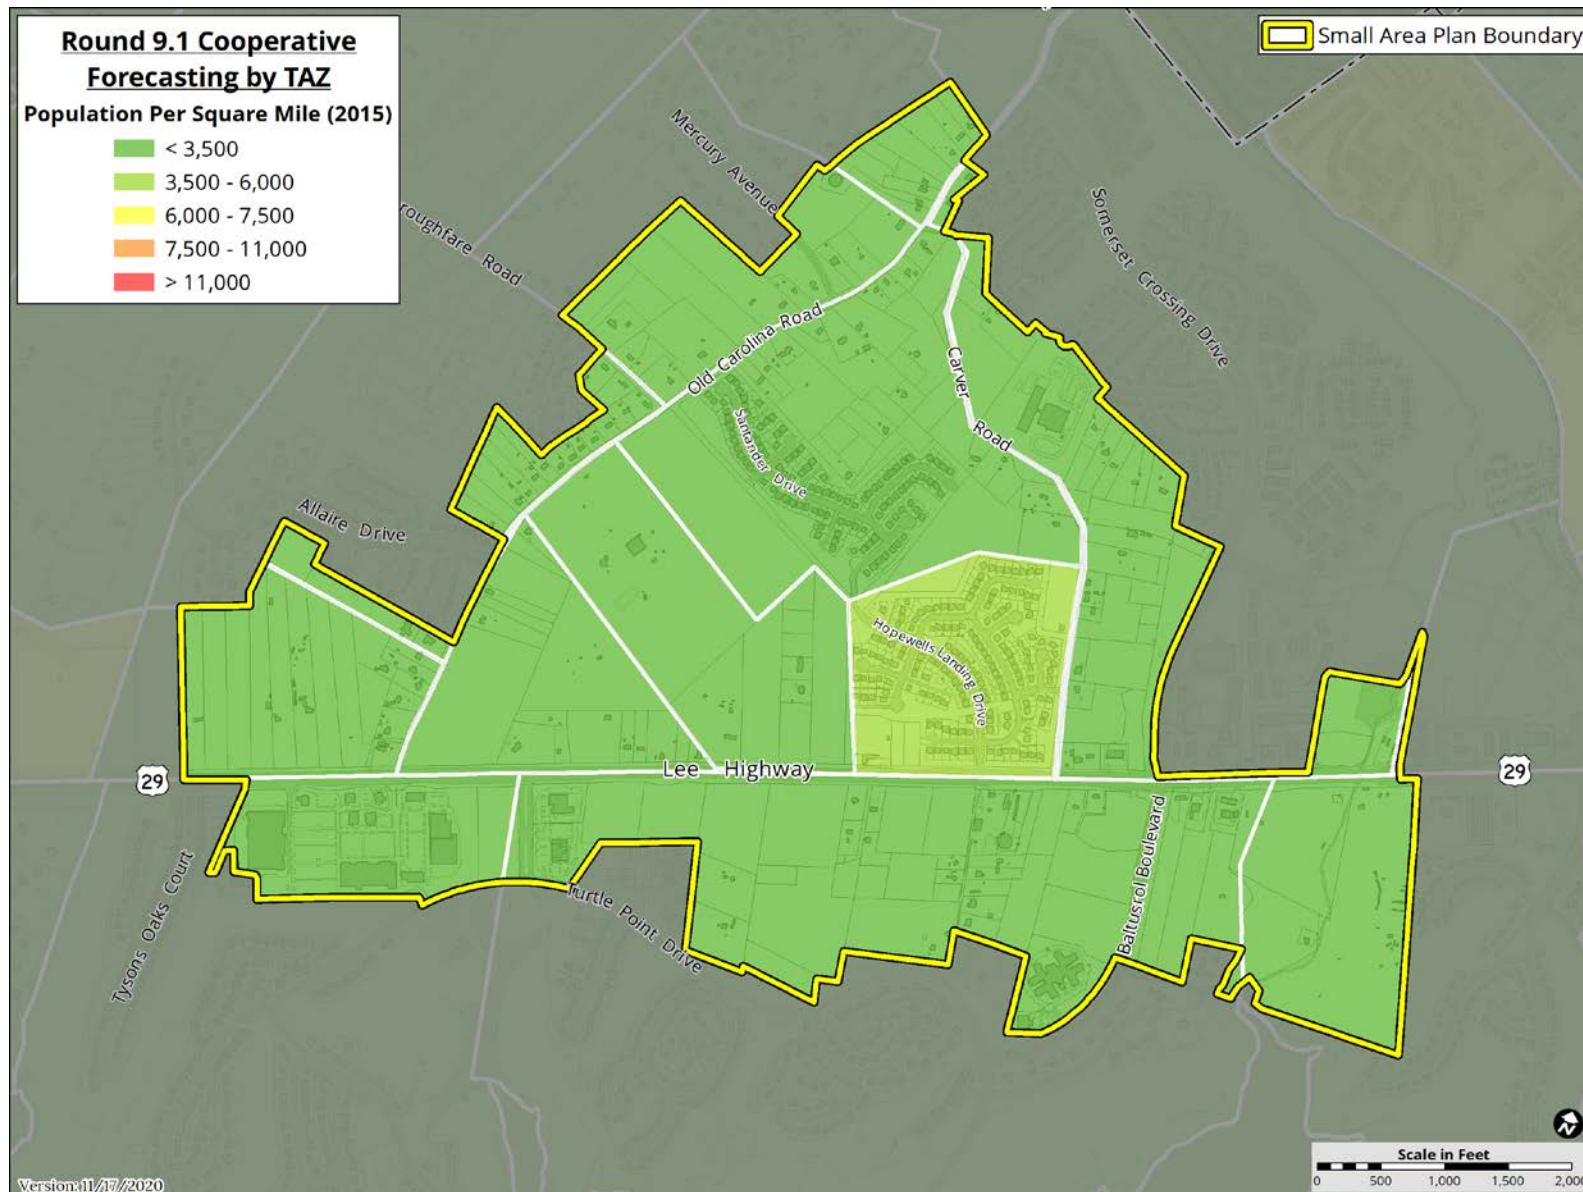 Round 9.1 Cooperative
Forecasting by TAZ
Population Per Square Mile (2015)
< 3,500
3,500 - 6,000
6,000 - 7,500
7,500 - 11,000
> 11,000
Small Area Plan Boundary
Mercury Avenue
roughfare Road
Somerset Crossing Drive
Old Carolina Road
Carver Road
Santander Drive
Allaire Drive
Hopewells Landing Drive
Lee Highway
29
29
Tysons Oaks Court
Turtle Point Drive
Baltusrol Boulevard
N
Scale in Feet
0 500 1,000 1,500 2,000
Version: 11/17/2020